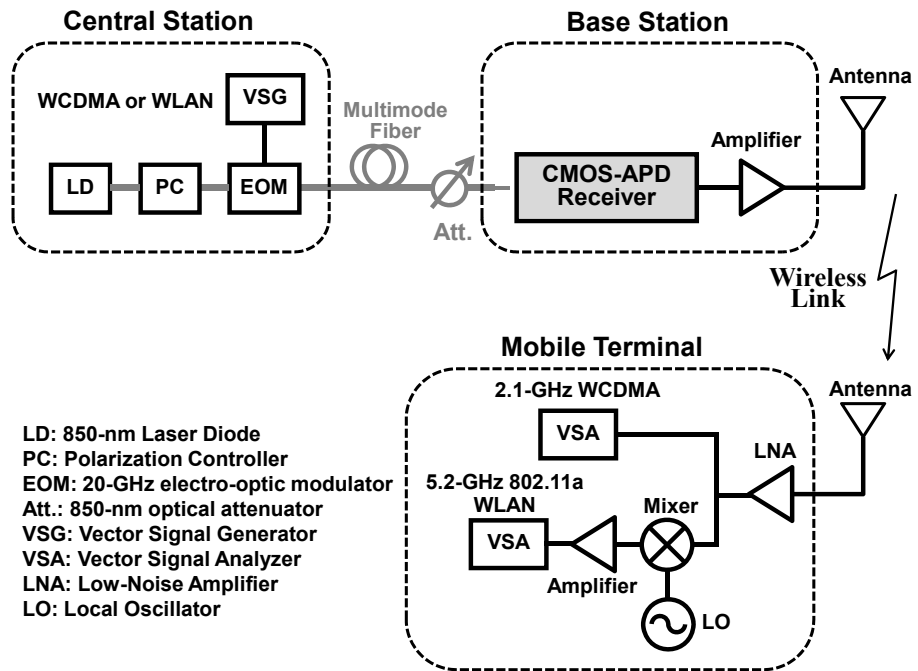 Central Station
WCDMA or WLAN
VSG
LD
PC
EOM
Multimode
Fiber
Att.
Base Station
CMOS-APD
Receiver
Amplifier
Antenna
Wireless
Link
Mobile Terminal
2.1-GHz WCDMA
VSA
5.2-GHz 802.11a
WLAN
VSA
Amplifier
Mixer
LO
LNA
Antenna
LD: 850-nm Laser Diode
PC: Polarization Controller
EOM: 20-GHz electro-optic modulator
Att.: 850-nm optical attenuator
VSG: Vector Signal Generator
VSA: Vector Signal Analyzer
LNA: Low-Noise Amplifier
LO: Local Oscillator